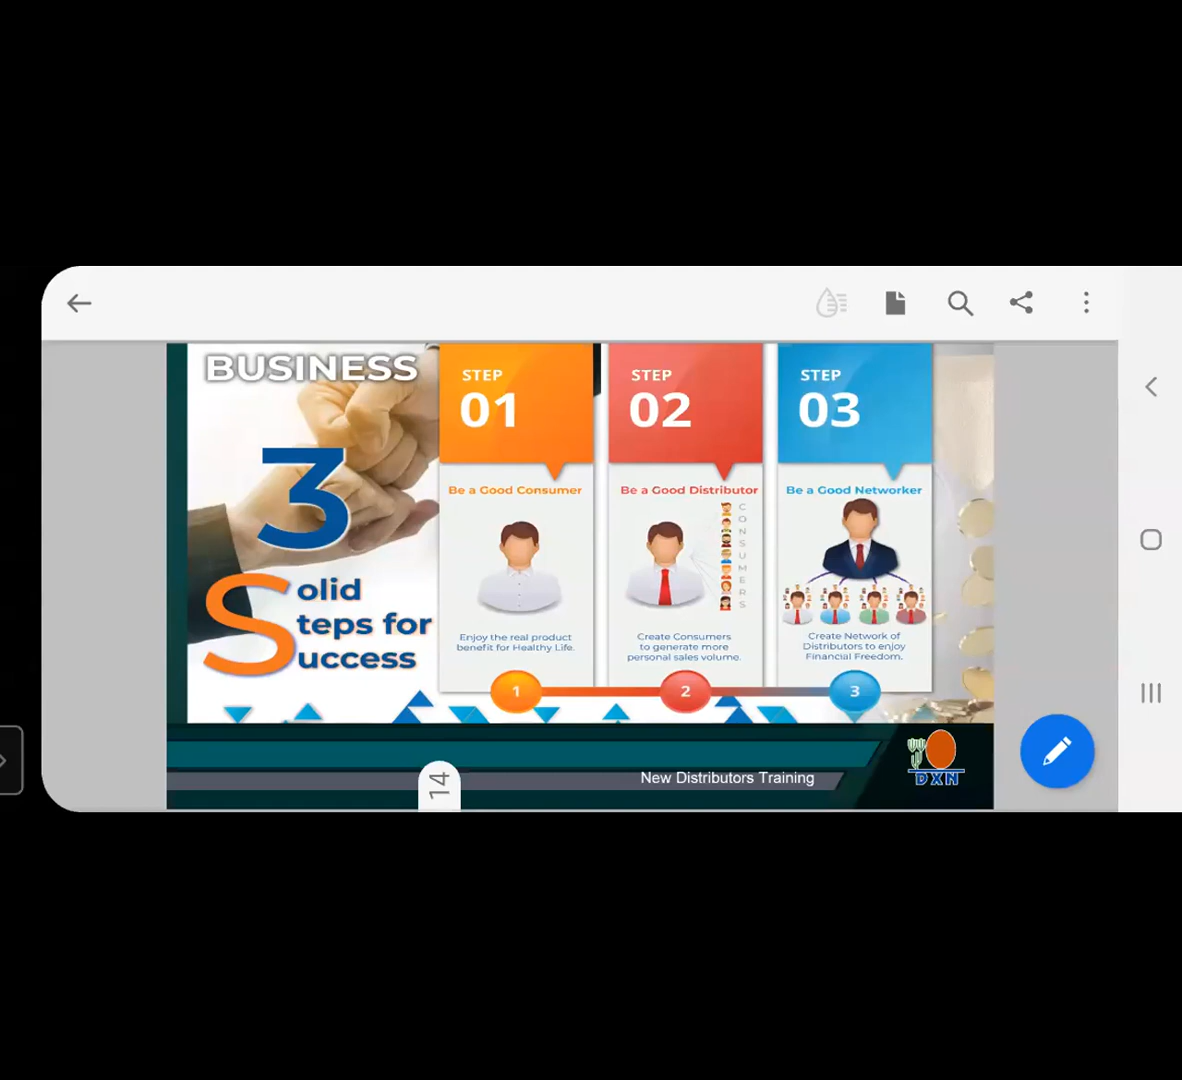 BUSINESS
3
Solid
Steps for
Success
STEP
01
Be a Good Consumer
Enjoy the real product
benefit for Healthy Life.
1
STEP
02
Be a Good Distributor
CONSUMERS
Create Consumers
to generate more
personal sales volume.
2
STEP
03
Be a Good Networker
Create Network of
Distributors to enjoy
Financial Freedom.
3
14
New Distributors Training
DXN